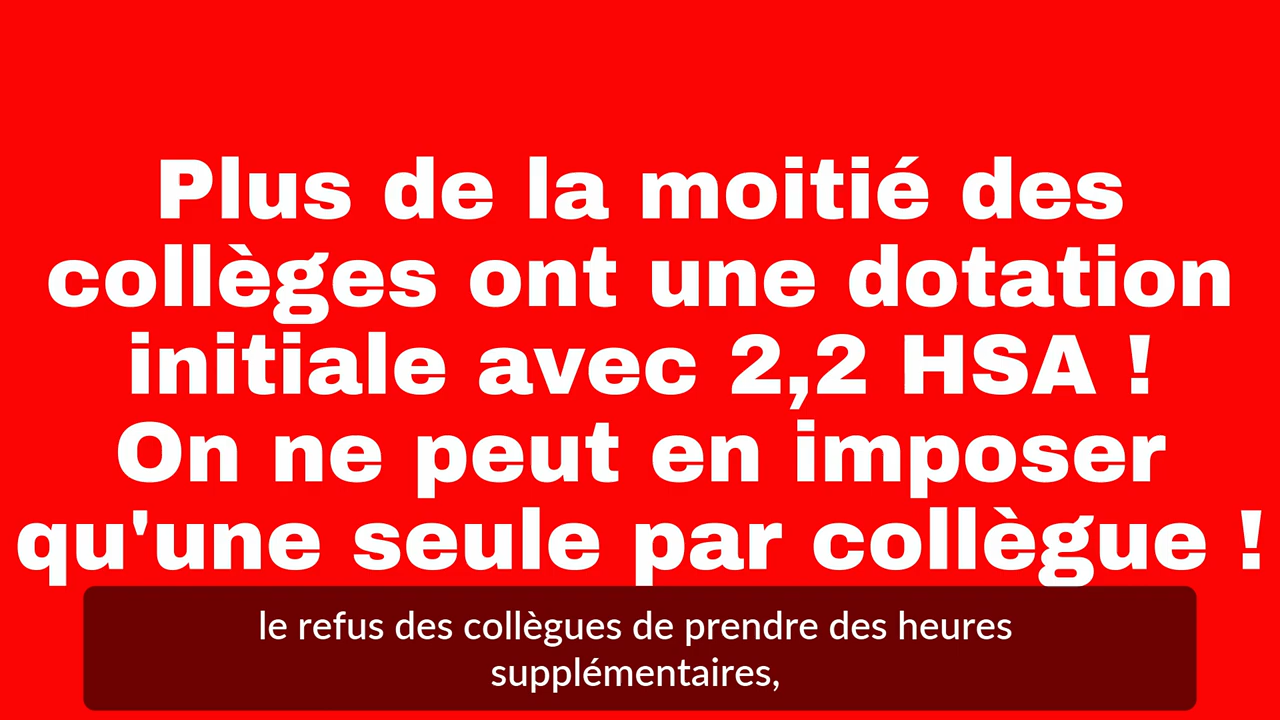 Plus de la moitié des
collèges ont une dotation
initiale avec 2,2 HSA !
On ne peut en imposer
qu'une seule par collègue !
le refus des collègues de prendre des heures
supplémentaires,